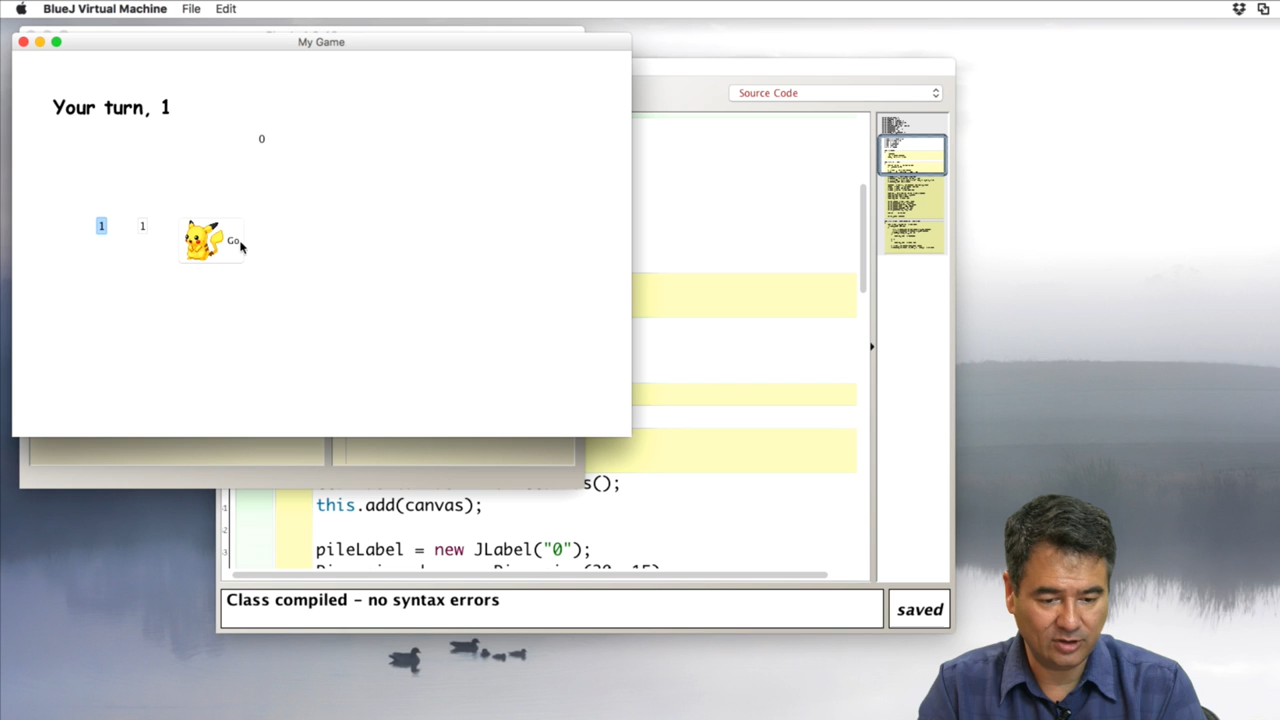 BlueJ Virtual Machine File Edit
My Game
Your turn, 1
0
1 1 Go
Source Code
();
this.add(canvas);
pileLabel = new JLabel("0");
Class compiled – no syntax errors
saved